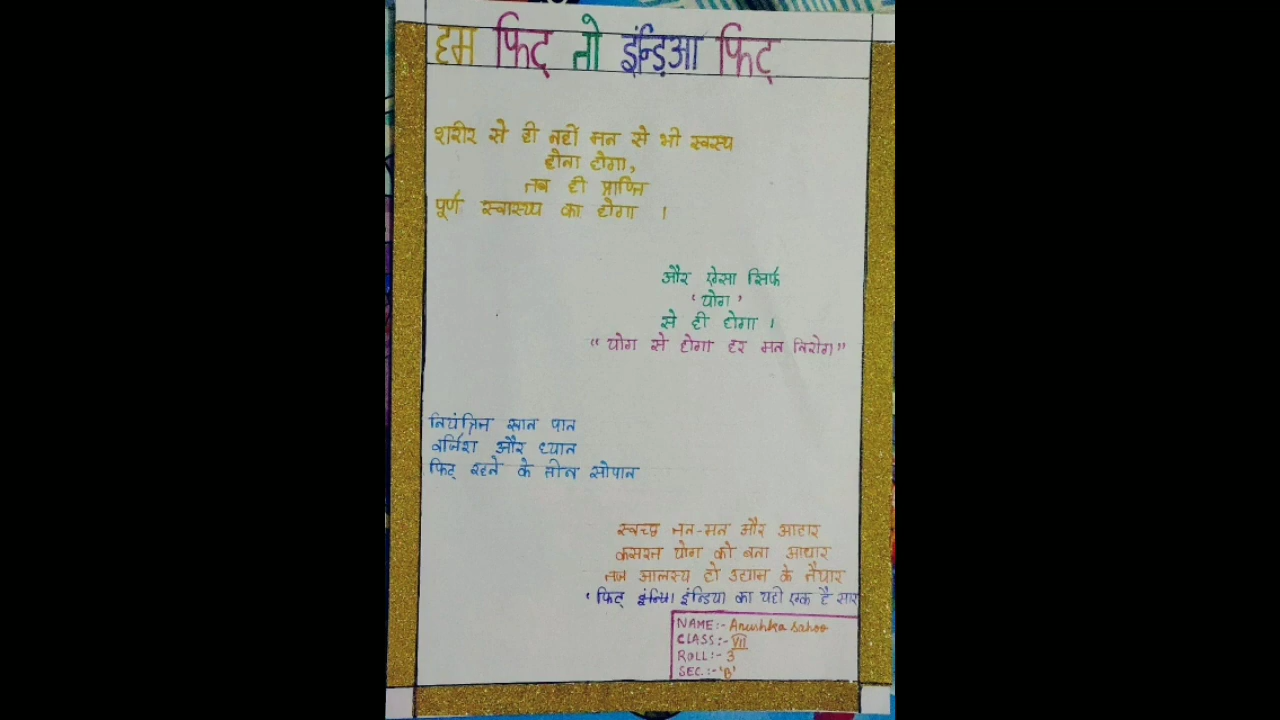 हम फिट् तो इंन्ड़िआ फिट्
शरीर से ही नहीं मन से भी स्वस्थ
होना होगा,
तब ही प्राप्ति
पूर्ण स्वास्थ्य का होगा ।
और ऐसा सिर्फ
'योग'
से ही होगा ।
"योग से होगा हर मन निरोग"
नियंत्रित खान पान
वर्जिश और ध्यान
फिट् रहने के तीन सोपान
स्वच्छ तन-मन और आहार
कसरत योग को बना आधार
तज आलस्य हो उद्यान के तैयार
'फिट् इंडिया का यही एक है सार
NAME:- Anushka Sahoo
CLASS:- VII
ROLL:- 3
SEC.:- 'B'